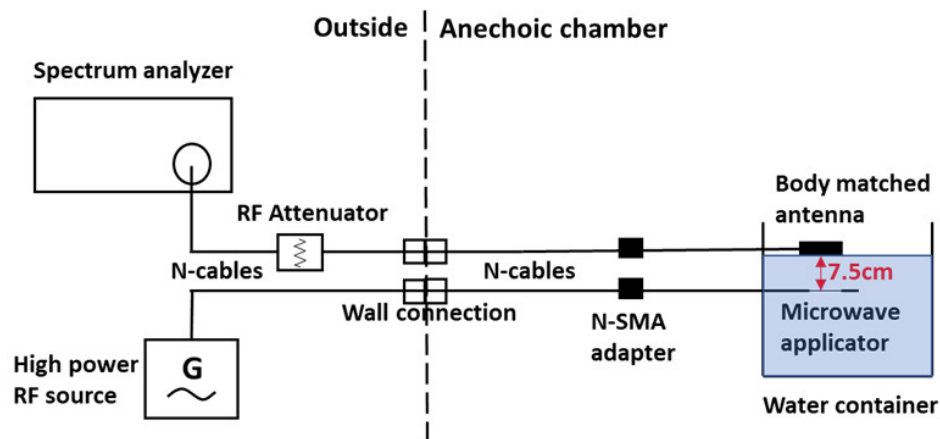 Outside
Anechoic chamber
Spectrum analyzer
RF Attenuator
Body matched
antenna
N-cables
N-cables
7.5cm
Wall connection
N-SMA
adapter
Microwave
applicator
High power
RF source
G
Water container